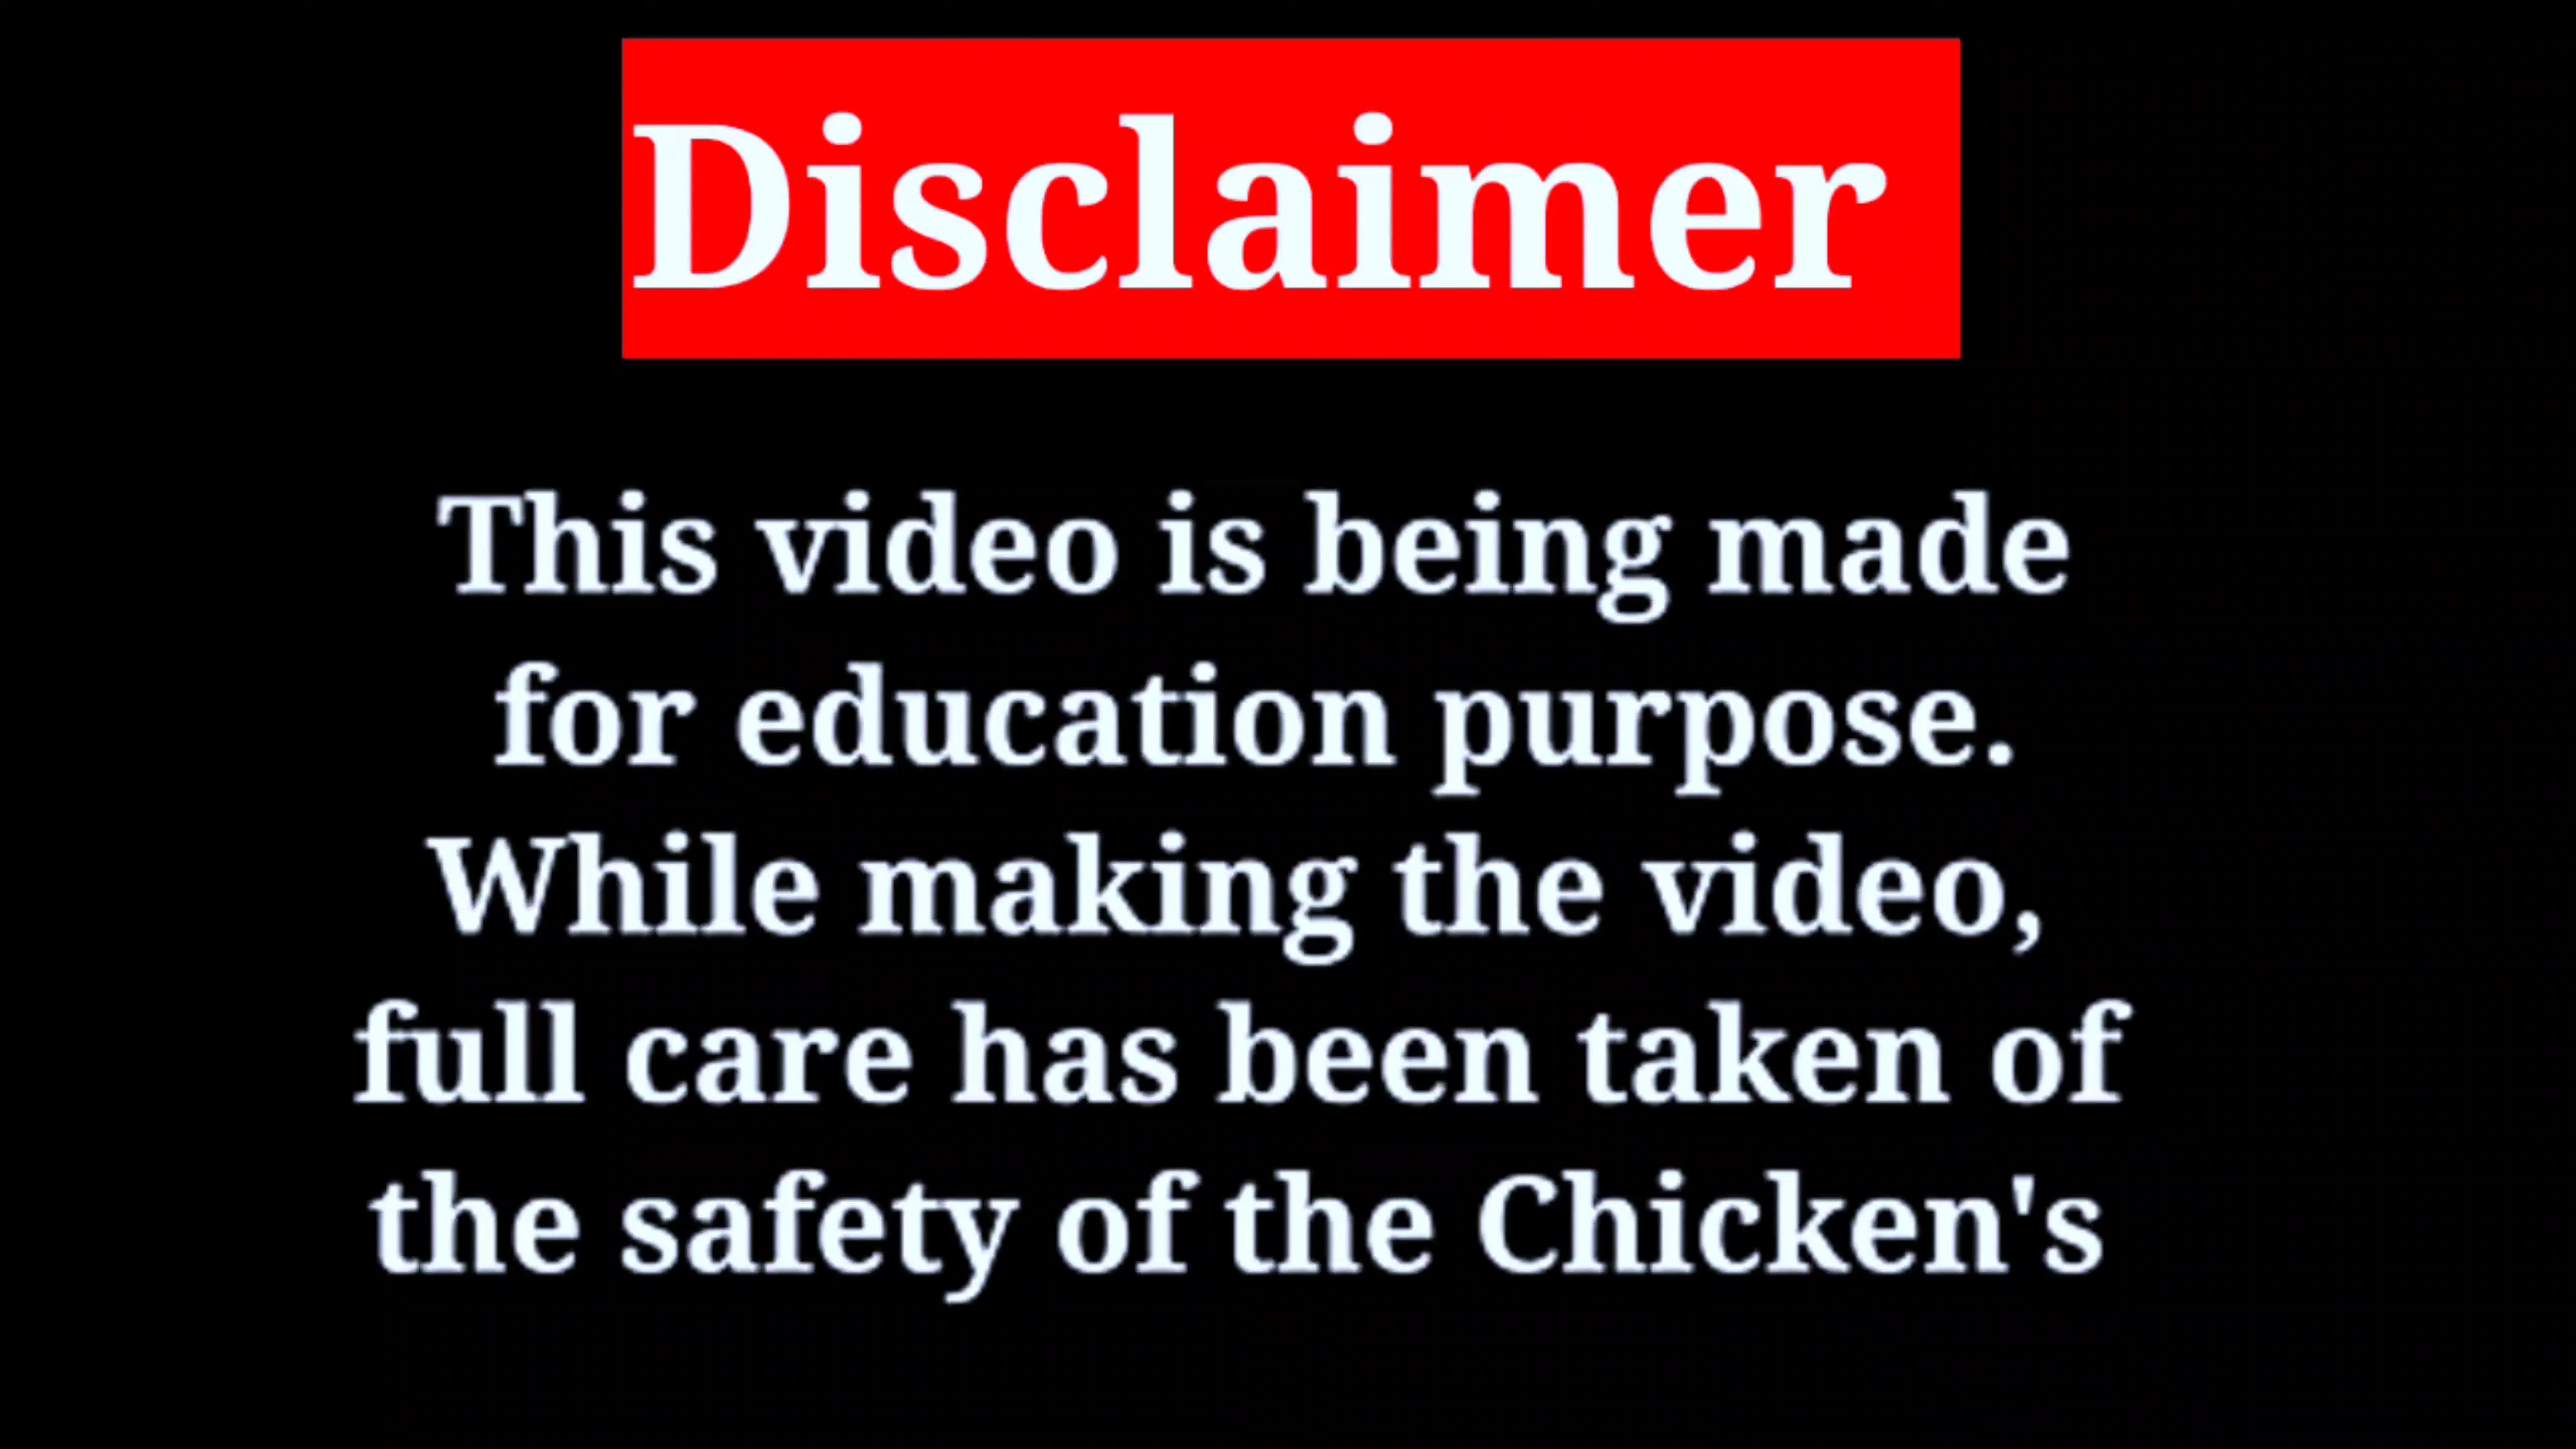 Disclaimer
This video is being made
for education purpose.
While making the video,
full care has been taken of
the safety of the Chicken's